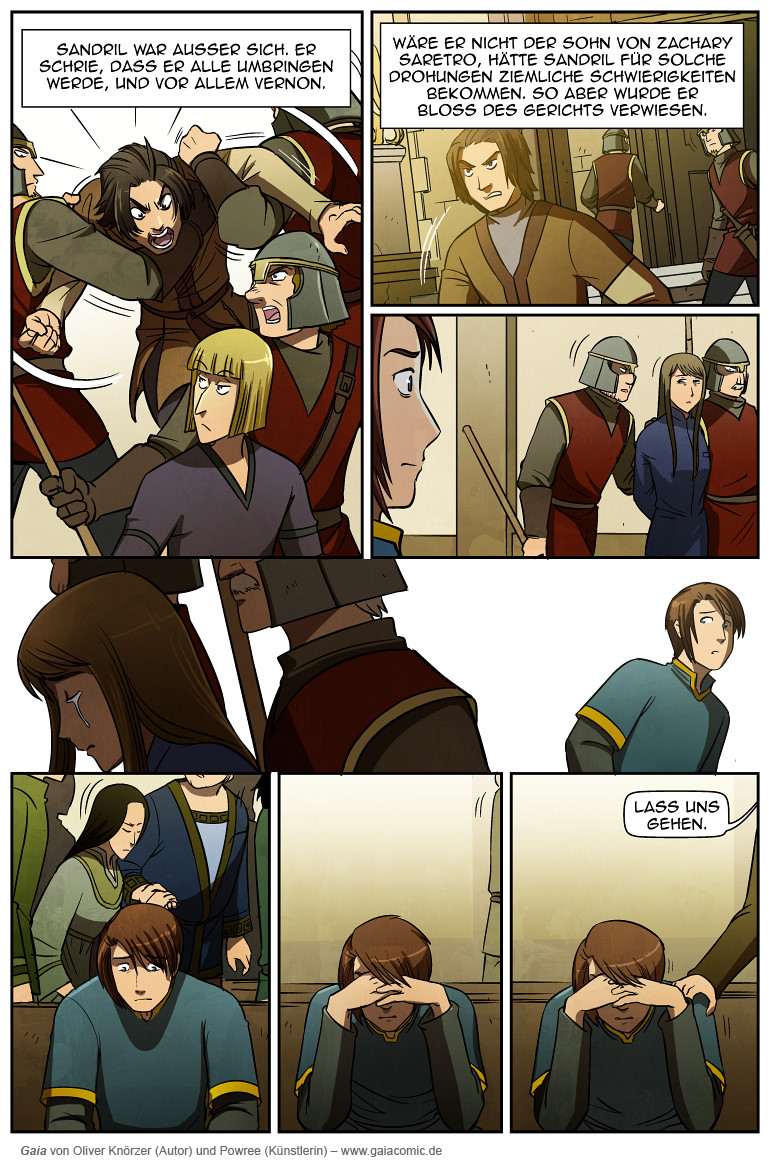 SANDRIL WAR AUSSER SICH. ER
SCHRIE, DASS ER ALLE UMBRINGEN
WERDE, UND VOR ALLEM VERNON.
WÄRE ER NICHT DER SOHN VON ZACHARY
SARETRO, HÄTTE SANDRIL FÜR SOLCHE
DROHUNGEN ZIEMLICHE SCHWIERIGKEITEN
BEKOMMEN. SO ABER WURDE ER
BLOSS DES GERICHTS VERWIESEN.
LASS UNS
GEHEN.
Gaia von Oliver Knörzer (Autor) und Powree (Künstlerin) – www.gaiacomic.de